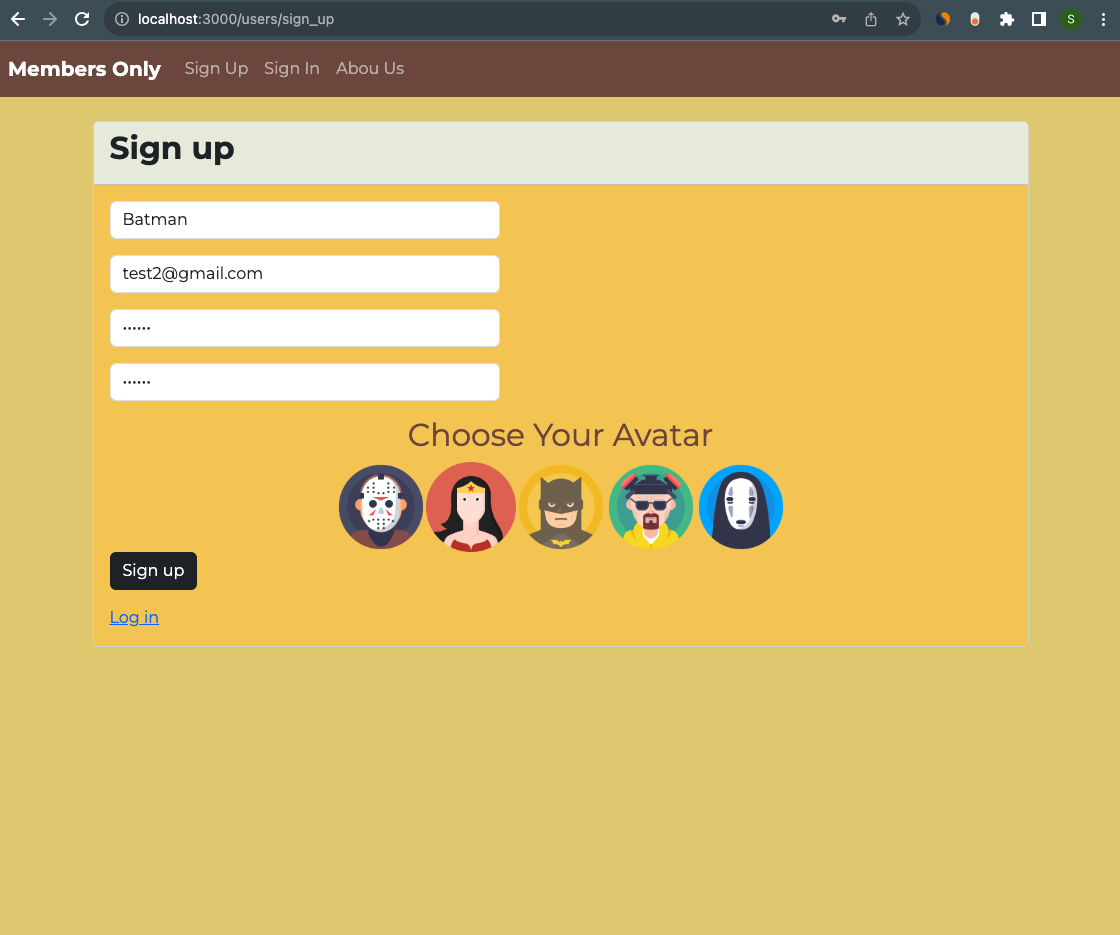 localhost:3000/users/sign_up
S
Members Only Sign Up Sign In Abou Us
Sign up
Batman
test2@gmail.com
••••••
••••••
Choose Your Avatar
Sign up
Log in